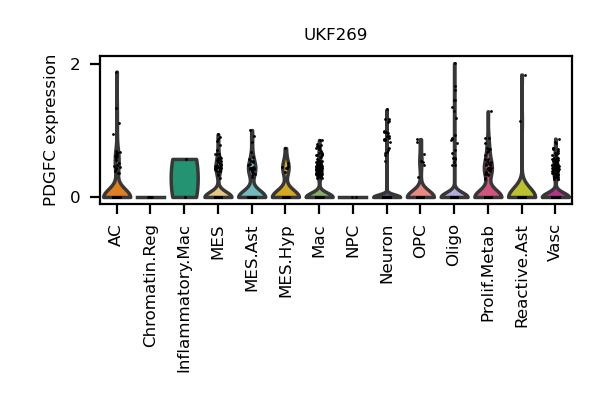 UKF269
PDGFC expression
2
0
AC
Chromatin.Reg
Inflammatory.Mac
MES
MES.Ast
MES.Hyp
Mac
NPC
Neuron
OPC
Oligo
Prolif.Metab
Reactive.Ast
Vasc